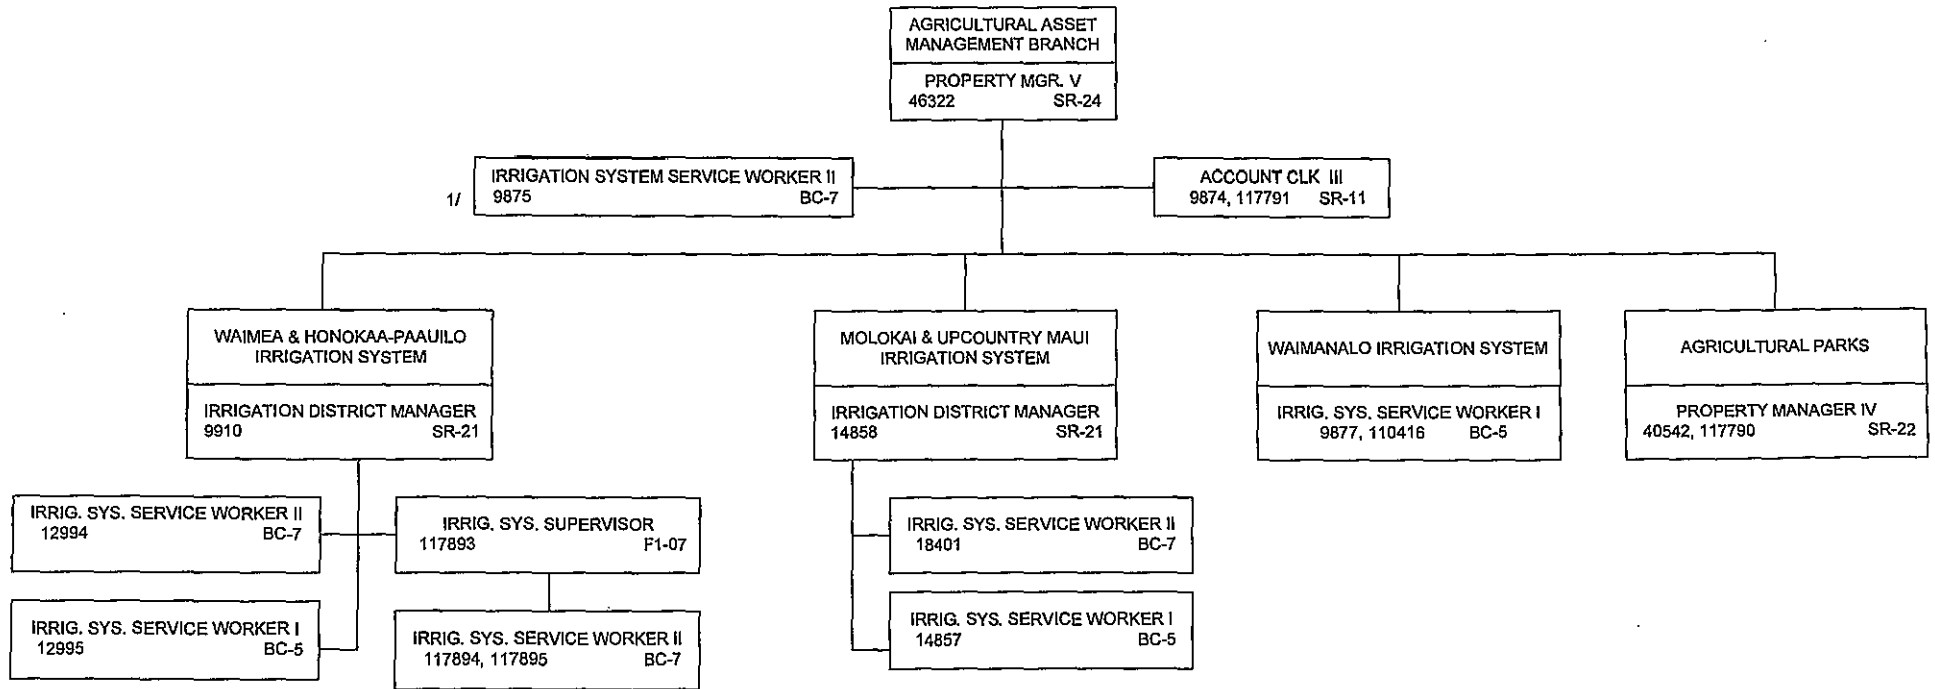 AGRICULTURAL ASSET
MANAGEMENT BRANCH
PROPERTY MGR. V
46322 SR-24
1/
IRRIGATION SYSTEM SERVICE WORKER II
9875 BC-7
ACCOUNT CLK III
9874, 117791 SR-11
WAIMEA & HONOKAA-PAAUILO
IRRIGATION SYSTEM
IRRIGATION DISTRICT MANAGER
9910 SR-21
MOLOKAI & UPCOUNTRY MAUI
IRRIGATION SYSTEM
IRRIGATION DISTRICT MANAGER
14858 SR-21
WAIMANALO IRRIGATION SYSTEM
IRRIG. SYS. SERVICE WORKER I
9877, 110416 BC-5
AGRICULTURAL PARKS
PROPERTY MANAGER IV
40542, 117790 SR-22
IRRIG. SYS. SERVICE WORKER II
12994 BC-7
IRRIG. SYS. SUPERVISOR
117893 F1-07
IRRIG. SYS. SERVICE WORKER I
12995 BC-5
IRRIG. SYS. SERVICE WORKER II
117894, 117895 BC-7
IRRIG. SYS. SERVICE WORKER II
18401 BC-7
IRRIG. SYS. SERVICE WORKER I
14857 BC-5